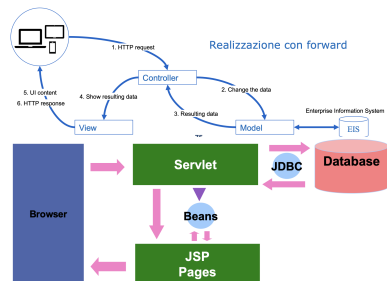 1. HTTP request
Realizzazione con forward
Controller
5. UI content
6. HTTP response
4. Show resulting data
2. Change the data
3. Resulting data
Enterprise Information System
View
Model
EIS
Servlet
JDBC
Database
Browser
Beans
JSP
Pages